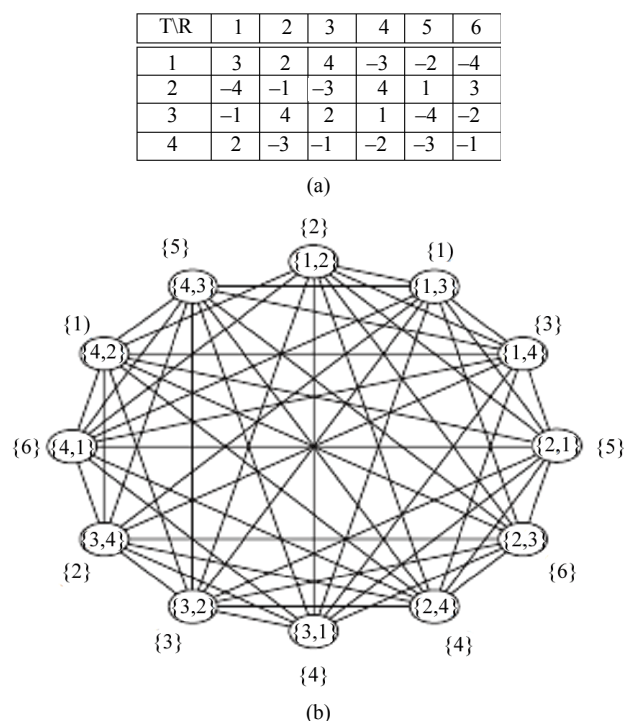 T\R 1 2 3 4 5 6
1 3 2 4 –3 –2 –4
2 –4 –1 –3 4 1 3
3 –1 4 2 1 –4 –2
4 2 –3 –1 –2 –3 –1
(a)
{2}
{5} {1)
{1,2}
{4,3} {1,3}
{1) {3}
{4,2} {1,4}
{6} {4,1} {2,1} {5}
{3,4} {2,3}
{2} {6}
{3,2} {2,4}
{3,1}
{3} {4}
{4}
(b)